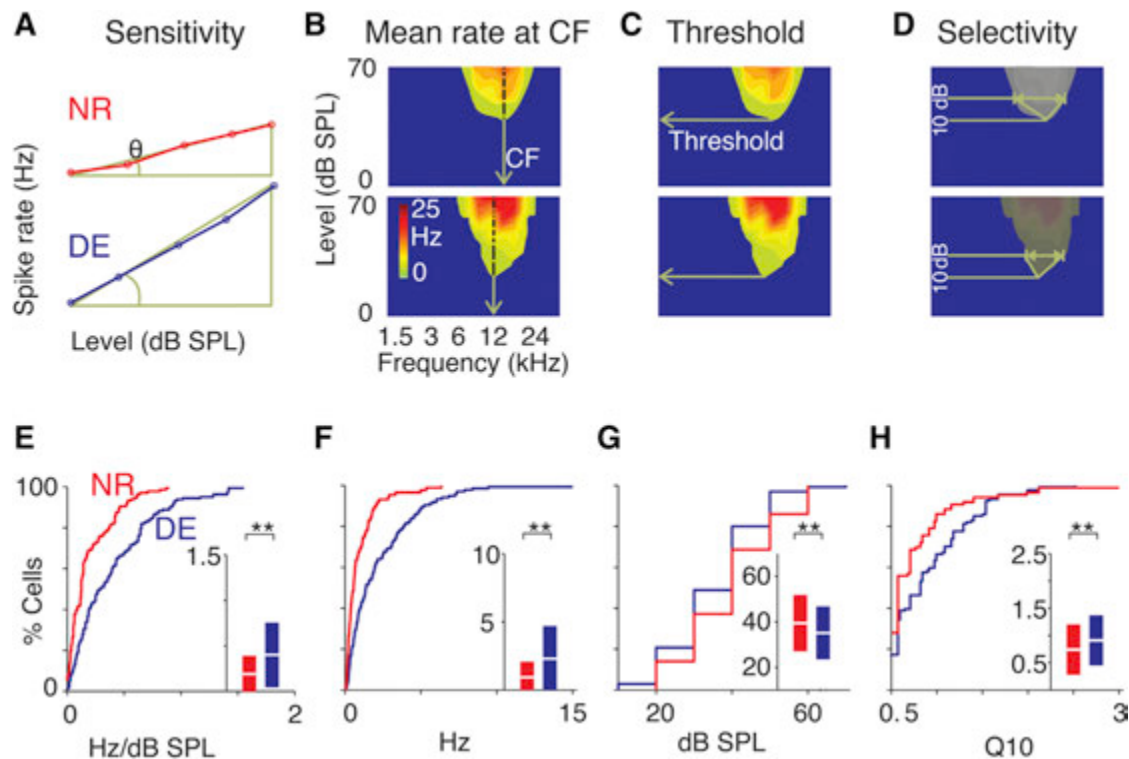 A Sensitivity
B Mean rate at CF
C Threshold
D Selectivity
NR
θ
DE
Spike rate (Hz)
Level (dB SPL)
70
0
CF
70
25
Hz
0
0
Level (dB SPL)
1.5 3 6 12 24
Frequency (kHz)
Threshold
10 dB
10 dB
E
100
NR
DE
**
1.5
% Cells
0
0 2
Hz/dB SPL
F
**
10
5
0 15
Hz
G
**
60
40
20
20 60
dB SPL
H
**
2.5
1.5
0.5
0.5 3
Q10